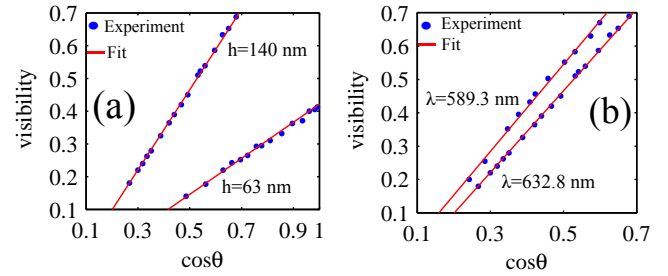 0.7
0.6
0.5
0.4
0.3
0.2
0.1
visibility
Experiment
Fit
h=140 nm
(a)
h=63 nm
0.1 0.3 0.5 0.7 0.9 1
cosθ
0.7
0.6
0.5
0.4
0.3
0.2
0.1
visibility
Experiment
Fit
λ=589.3 nm
(b)
λ=632.8 nm
0.1 0.3 0.5 0.7
cosθ